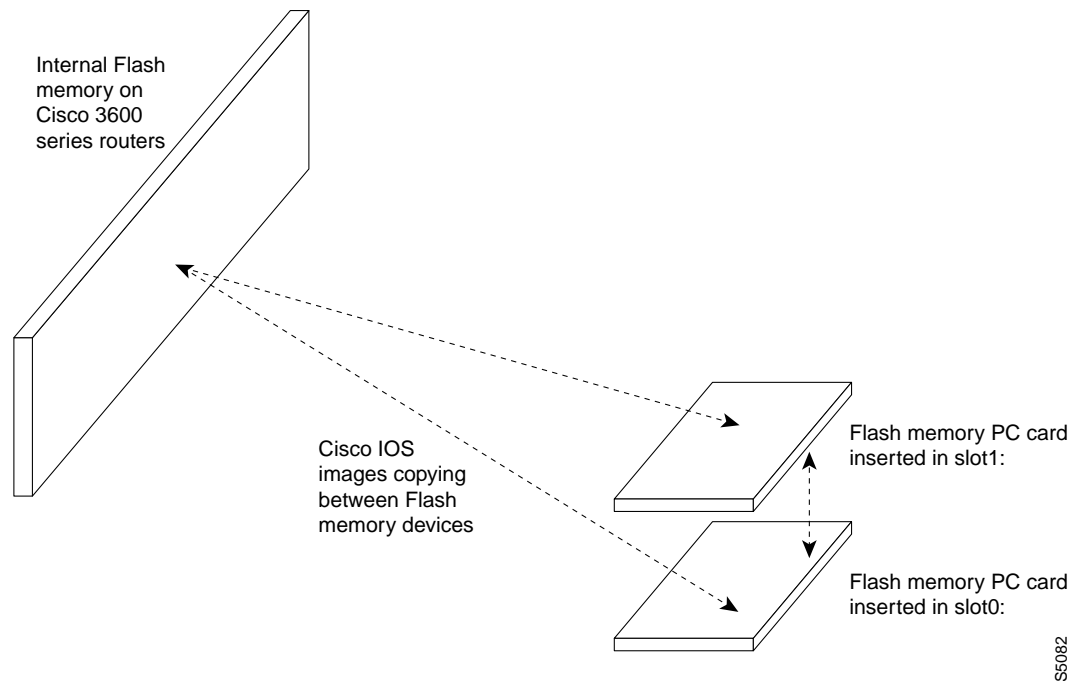 Internal Flash
memory on
Cisco 3600
series routers
Cisco IOS
images copying
between Flash
memory devices
Flash memory PC card
inserted in slot1:
Flash memory PC card
inserted in slot0:
S5082